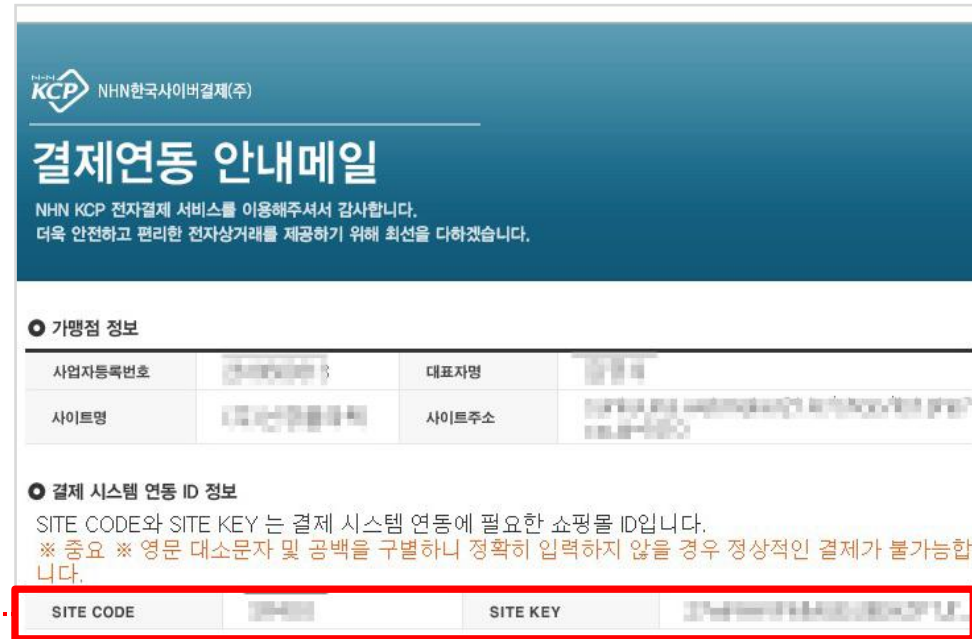 NHN
KCP NHN한국사이버결제(주)
결제연동 안내메일
NHN KCP 전자결제 서비스를 이용해주셔서 감사합니다.
더욱 안전하고 편리한 전자상거래를 제공하기 위해 최선을 다하겠습니다.
가맹점 정보
사업자등록번호 대표자명
사이트명 사이트주소
결제 시스템 연동 ID 정보
SITE CODE와 SITE KEY 는 결제 시스템 연동에 필요한 쇼핑몰 ID입니다.
※ 중요 ※ 영문 대소문자 및 공백을 구별하니 정확히 입력하지 않을 경우 정상적인 결제가 불가능합
니다.
SITE CODE SITE KEY